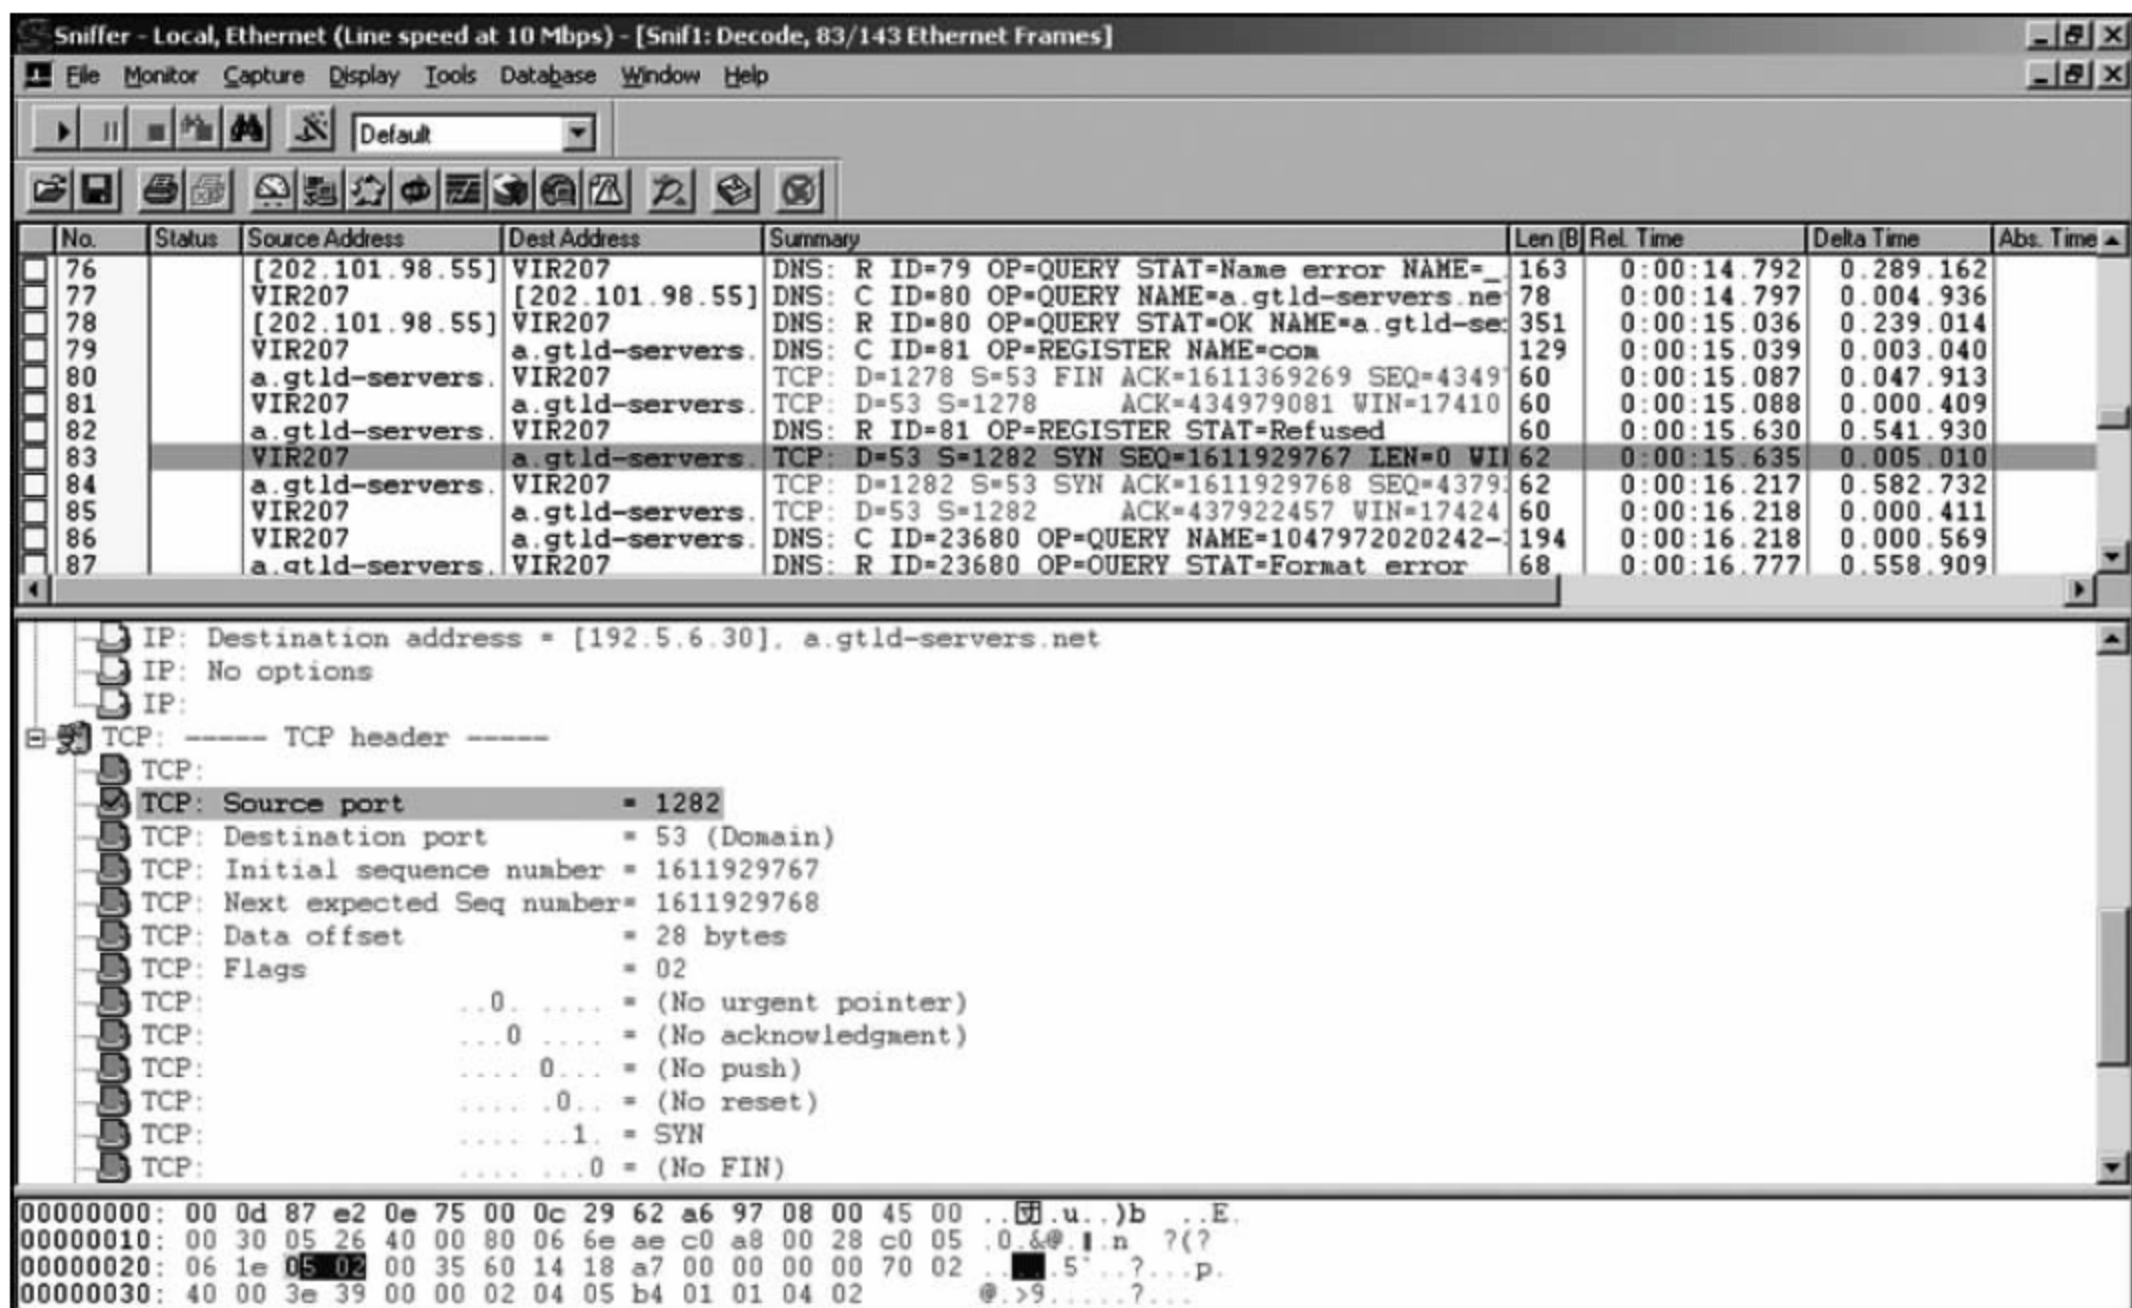 Sniffer - Local, Ethernet (Line speed at 10 Mbps) - [Snif1: Decode, 83/143 Ethernet Frames]
File Monitor Capture Display Tools Database Window Help
Default
No. Status Source Address Dest Address Summary Len (B Rel. Time Delta Time Abs. Time
76 [202.101.98.55] VIR207 DNS: R ID=79 OP=QUERY STAT=Name error NAME=_ 163 0:00:14.792 0.289.162
77 VIR207 [202.101.98.55] DNS: C ID=80 OP=QUERY NAME=a.gtld-servers.ne 78 0:00:14.797 0.004.936
78 [202.101.98.55] VIR207 DNS: R ID=80 OP=QUERY STAT=OK NAME=a.gtld-se 351 0:00:15.036 0.239.014
79 VIR207 a.gtld-servers. DNS: C ID=81 OP=REGISTER NAME=com 129 0:00:15.039 0.003.040
80 a.gtld-servers. VIR207 TCP: D=1278 S=53 FIN ACK=1611369269 SEQ=4349 60 0:00:15.087 0.047.913
81 VIR207 a.gtld-servers. TCP: D=53 S=1278 ACK=434979081 WIN=17410 60 0:00:15.088 0.000.409
82 a.gtld-servers. VIR207 DNS: R ID=81 OP=REGISTER STAT=Refused 60 0:00:15.630 0.541.930
83 VIR207 a.gtld-servers. TCP: D=53 S=1282 SYN SEQ=1611929767 LEN=0 WI 62 0:00:15.635 0.005.010
84 a.gtld-servers. VIR207 TCP: D=1282 S=53 SYN ACK=1611929768 SEQ=4379 62 0:00:16.217 0.582.732
85 VIR207 a.gtld-servers. TCP: D=53 S=1282 ACK=437922457 WIN=17424 60 0:00:16.218 0.000.411
86 VIR207 a.gtld-servers. DNS: C ID=23680 OP=QUERY NAME=1047972020242- 194 0:00:16.218 0.000.569
87 a.gtld-servers. VIR207 DNS: R ID=23680 OP=QUERY STAT=Format error 68 0:00:16.777 0.558.909
IP: Destination address = [192.5.6.30], a.gtld-servers.net
IP: No options
IP:
TCP: ----- TCP header -----
TCP:
TCP: Source port = 1282
TCP: Destination port = 53 (Domain)
TCP: Initial sequence number = 1611929767
TCP: Next expected Seq number= 1611929768
TCP: Data offset = 28 bytes
TCP: Flags = 02
TCP: ..0. .... = (No urgent pointer)
TCP: ...0 .... = (No acknowledgment)
TCP: .... 0... = (No push)
TCP: .... .0.. = (No reset)
TCP: .... ..1. = SYN
TCP: .... ...0 = (No FIN)
00000000: 00 0d 87 e2 0e 75 00 0c 29 62 a6 97 08 00 45 00 .u..)b ..E.
00000010: 00 30 05 26 40 00 80 06 6e ae c0 a8 00 28 c0 05 .0.&@. .n ?(?
00000020: 06 1e 05 02 00 35 60 14 18 a7 00 00 00 00 70 02 .5` ..?...p.
00000030: 40 00 3e 39 00 00 02 04 05 b4 01 01 04 02 @.>9.....?...